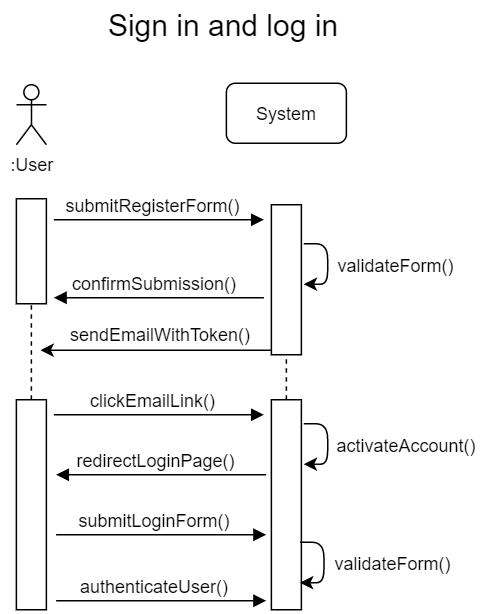 Sign in and log in
System
:User
submitRegisterForm()
validateForm()
confirmSubmission()
sendEmailWithToken()
clickEmailLink()
activateAccount()
redirectLoginPage()
submitLoginForm()
validateForm()
authenticateUser()